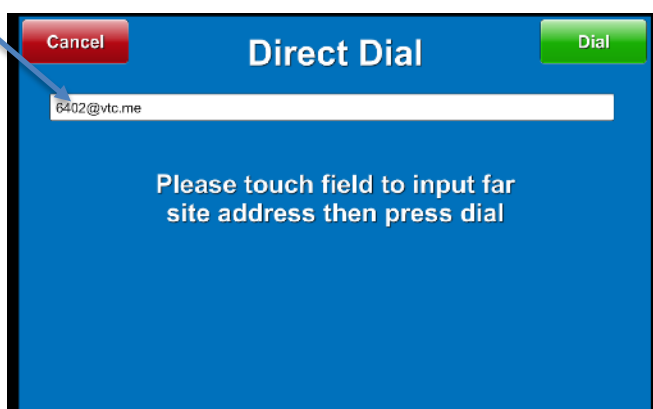 Cancel
Direct Dial
Dial
6402@vtc.me
Please touch field to input far
site address then press dial